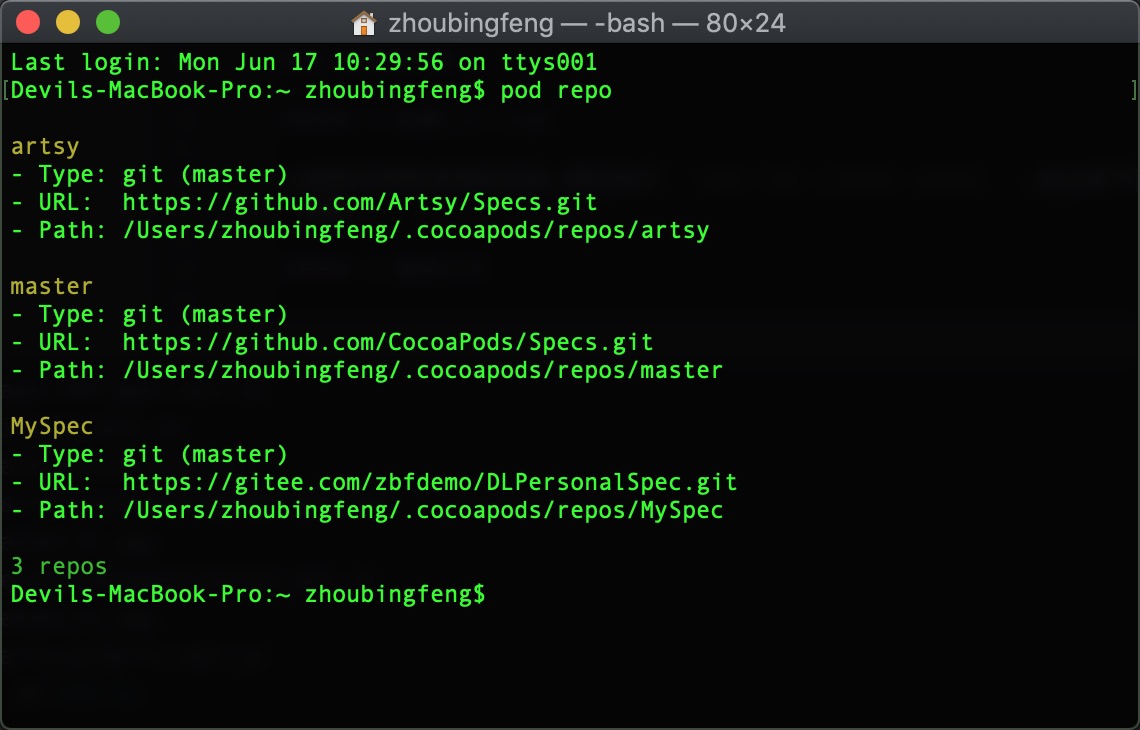 zhoubingfeng — -bash — 80×24
Last login: Mon Jun 17 10:29:56 on ttys001
[Devils-MacBook-Pro:~ zhoubingfeng$ pod repo ]
artsy
- Type: git (master)
- URL:  https://github.com/Artsy/Specs.git
- Path: /Users/zhoubingfeng/.cocoapods/repos/artsy
master
- Type: git (master)
- URL:  https://github.com/CocoaPods/Specs.git
- Path: /Users/zhoubingfeng/.cocoapods/repos/master
MySpec
- Type: git (master)
- URL:  https://gitee.com/zbfdemo/DLPersonalSpec.git
- Path: /Users/zhoubingfeng/.cocoapods/repos/MySpec
3 repos
Devils-MacBook-Pro:~ zhoubingfeng$